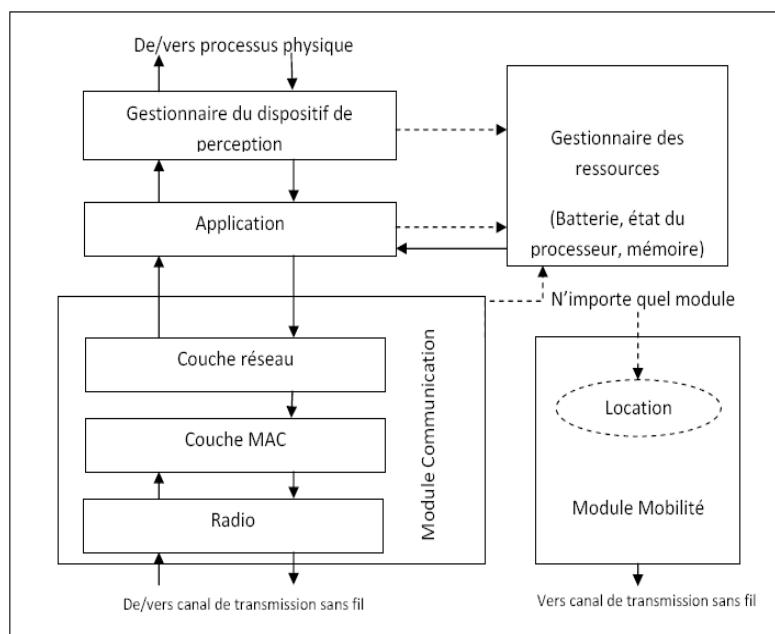 De/vers processus physique
Gestionnaire du dispositif de
perception
Application
Gestionnaire des
ressources
(Batterie, état du
processeur, mémoire)
N'importe quel module
Couche réseau
Couche MAC
Radio
Module Communication
Location
Module Mobilité
De/vers canal de transmission sans fil
Vers canal de transmission sans fil